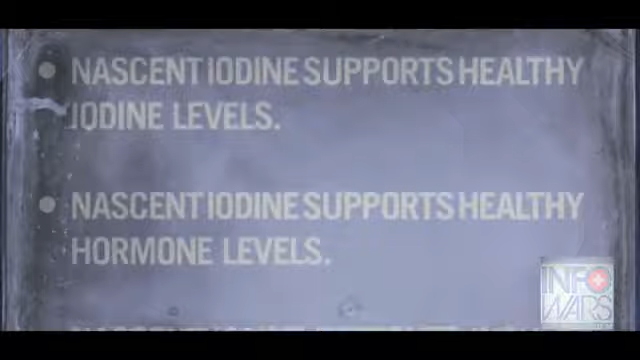 • NASCENT IODINE SUPPORTS HEALTHY
IODINE LEVELS.
• NASCENT IODINE SUPPORTS HEALTHY
HORMONE LEVELS.
INFO
WARS